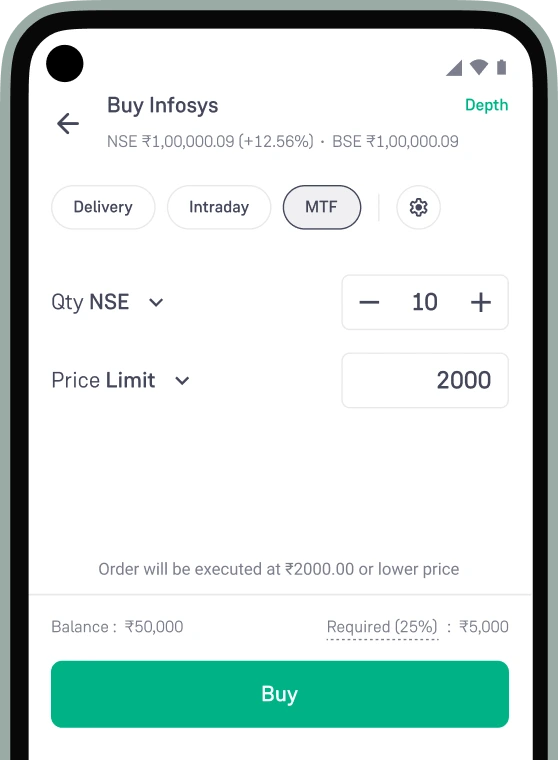 Buy Infosys
Depth
NSE ₹1,00,000.09 (+12.56%) · BSE ₹1,00,000.09
Delivery
Intraday
MTF
Qty NSE
10
Price Limit
2000
Order will be executed at ₹2000.00 or lower price
Balance : ₹50,000
Required (25%) : ₹5,000
Buy